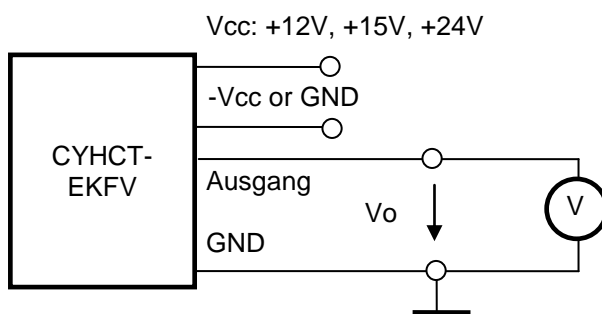 Vcc: +12V, +15V, +24V
-Vcc or GND
CYHCT-
EKFV
Ausgang
Vo
V
GND